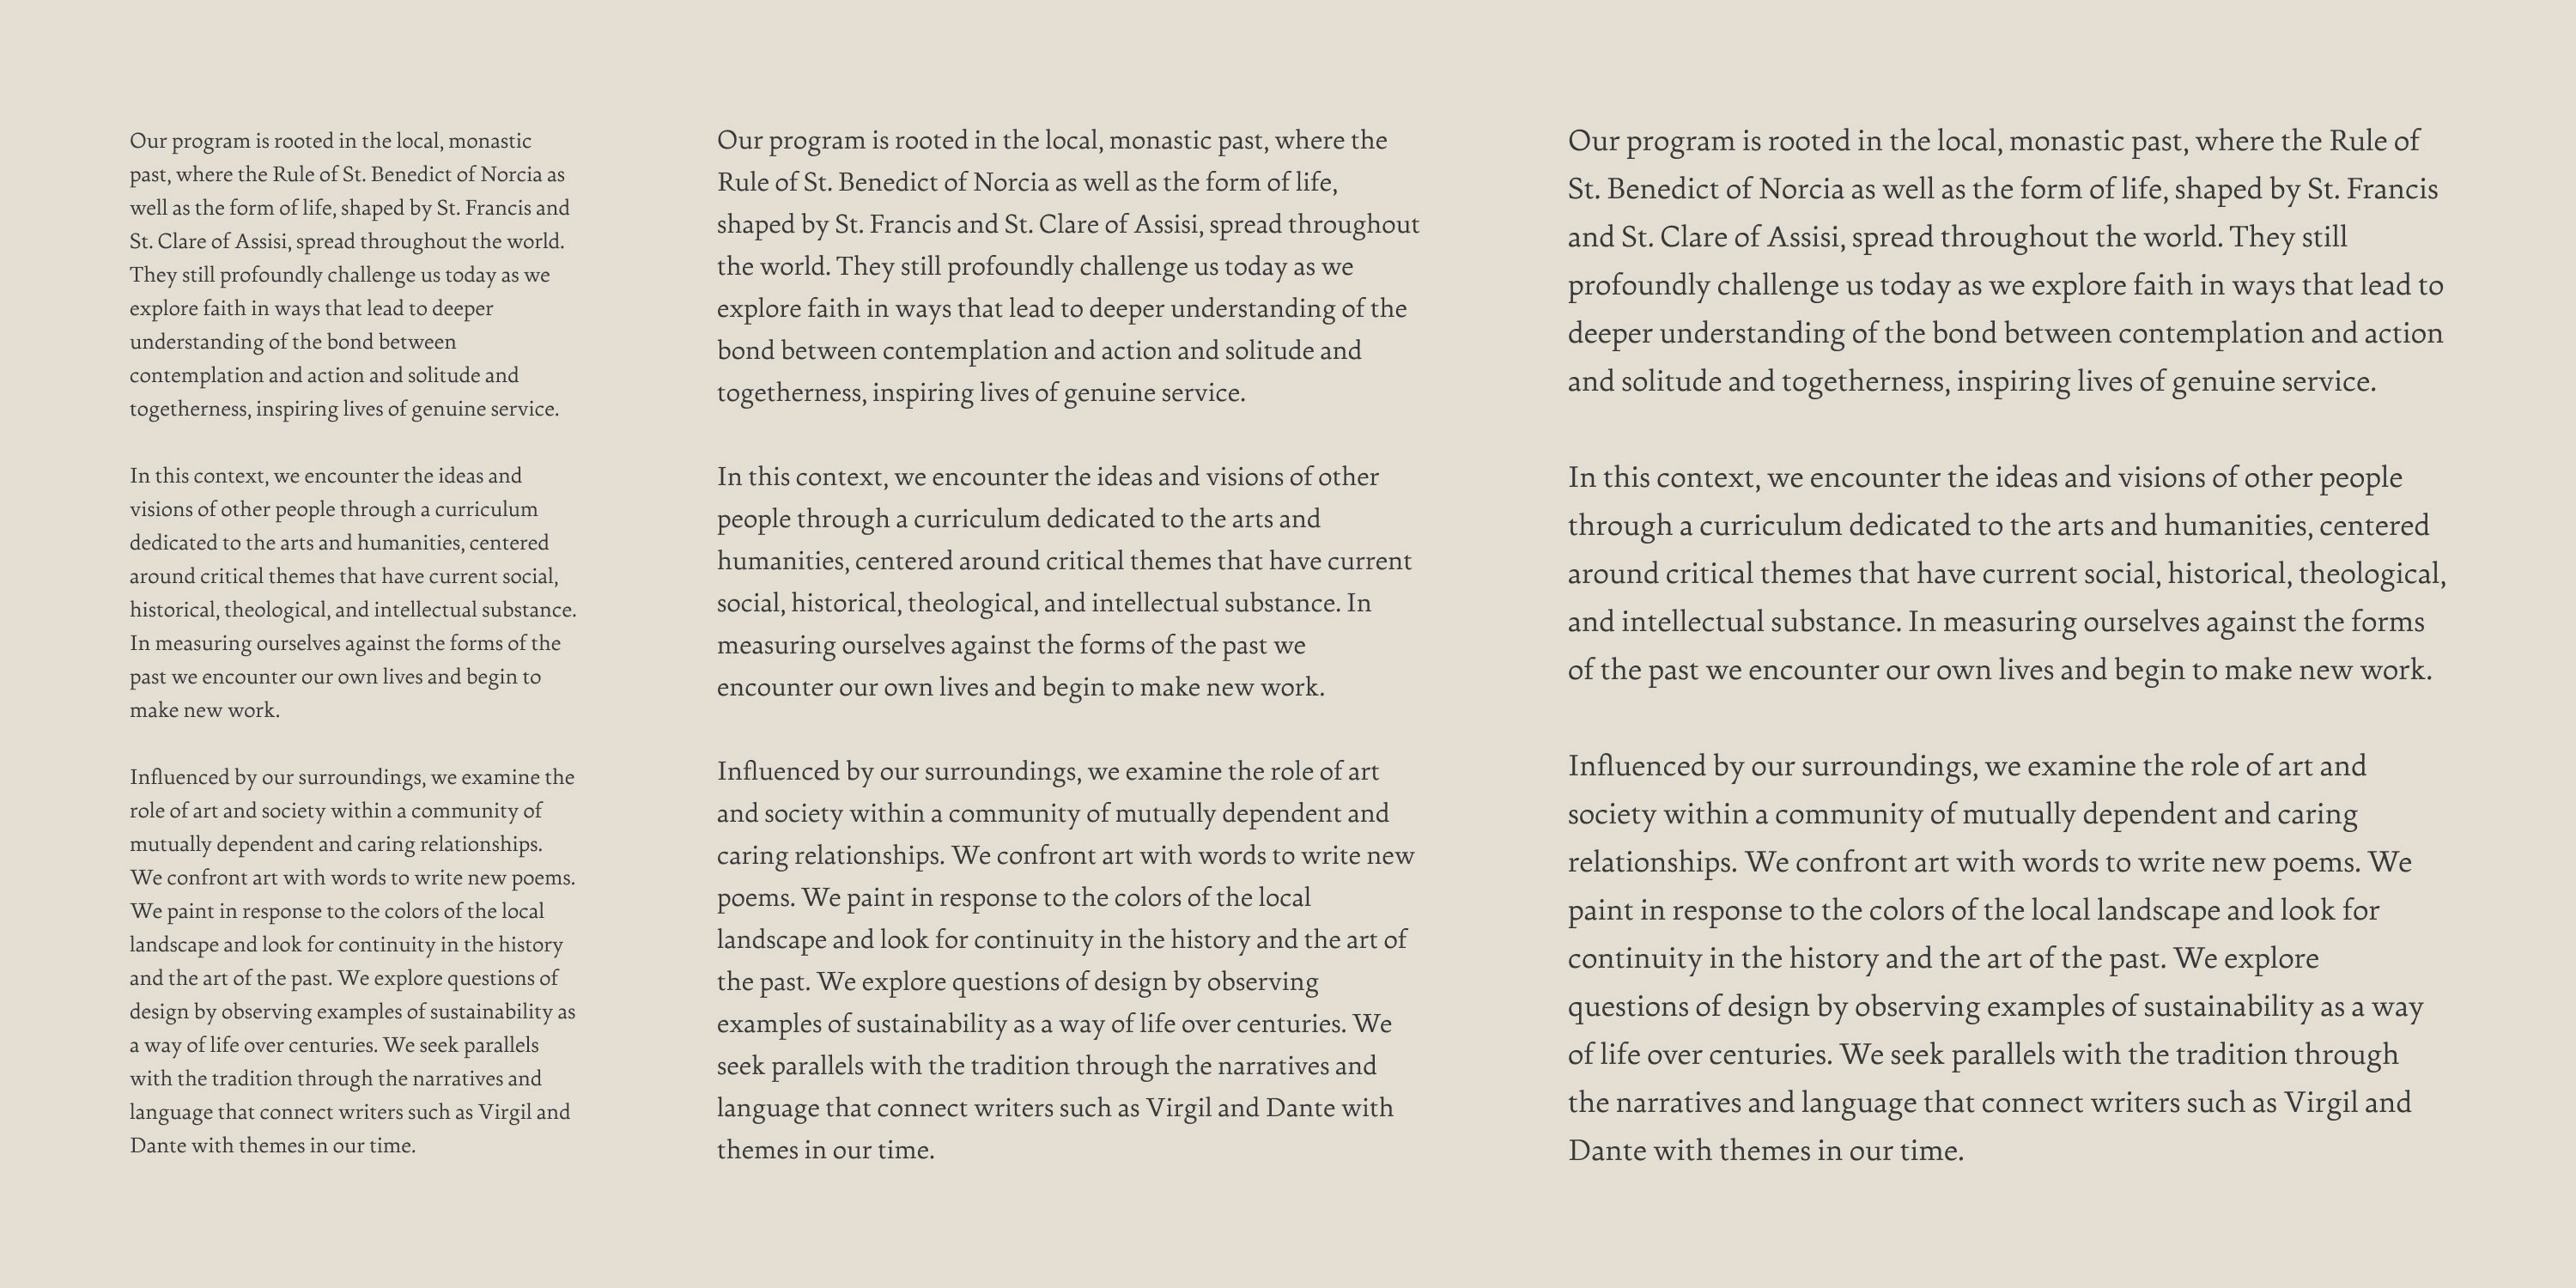 Our program is rooted in the local, monastic
past, where the Rule of St. Benedict of Norcia as
well as the form of life, shaped by St. Francis and
St. Clare of Assisi, spread throughout the world.
They still profoundly challenge us today as we
explore faith in ways that lead to deeper
understanding of the bond between
contemplation and action and solitude and
togetherness, inspiring lives of genuine service.
In this context, we encounter the ideas and
visions of other people through a curriculum
dedicated to the arts and humanities, centered
around critical themes that have current social,
historical, theological, and intellectual substance.
In measuring ourselves against the forms of the
past we encounter our own lives and begin to
make new work.
Influenced by our surroundings, we examine the
role of art and society within a community of
mutually dependent and caring relationships.
We confront art with words to write new poems.
We paint in response to the colors of the local
landscape and look for continuity in the history
and the art of the past. We explore questions of
design by observing examples of sustainability as
a way of life over centuries. We seek parallels
with the tradition through the narratives and
language that connect writers such as Virgil and
Dante with themes in our time.
Our program is rooted in the local, monastic past, where the
Rule of St. Benedict of Norcia as well as the form of life,
shaped by St. Francis and St. Clare of Assisi, spread throughout
the world. They still profoundly challenge us today as we
explore faith in ways that lead to deeper understanding of the
bond between contemplation and action and solitude and
togetherness, inspiring lives of genuine service.
In this context, we encounter the ideas and visions of other
people through a curriculum dedicated to the arts and
humanities, centered around critical themes that have current
social, historical, theological, and intellectual substance. In
measuring ourselves against the forms of the past we
encounter our own lives and begin to make new work.
Influenced by our surroundings, we examine the role of art
and society within a community of mutually dependent and
caring relationships. We confront art with words to write new
poems. We paint in response to the colors of the local
landscape and look for continuity in the history and the art of
the past. We explore questions of design by observing
examples of sustainability as a way of life over centuries. We
seek parallels with the tradition through the narratives and
language that connect writers such as Virgil and Dante with
themes in our time.
Our program is rooted in the local, monastic past, where the Rule of
St. Benedict of Norcia as well as the form of life, shaped by St. Francis
and St. Clare of Assisi, spread throughout the world. They still
profoundly challenge us today as we explore faith in ways that lead to
deeper understanding of the bond between contemplation and action
and solitude and togetherness, inspiring lives of genuine service.
In this context, we encounter the ideas and visions of other people
through a curriculum dedicated to the arts and humanities, centered
around critical themes that have current social, historical, theological,
and intellectual substance. In measuring ourselves against the forms
of the past we encounter our own lives and begin to make new work.
Influenced by our surroundings, we examine the role of art and
society within a community of mutually dependent and caring
relationships. We confront art with words to write new poems. We
paint in response to the colors of the local landscape and look for
continuity in the history and the art of the past. We explore
questions of design by observing examples of sustainability as a way
of life over centuries. We seek parallels with the tradition through
the narratives and language that connect writers such as Virgil and
Dante with themes in our time.